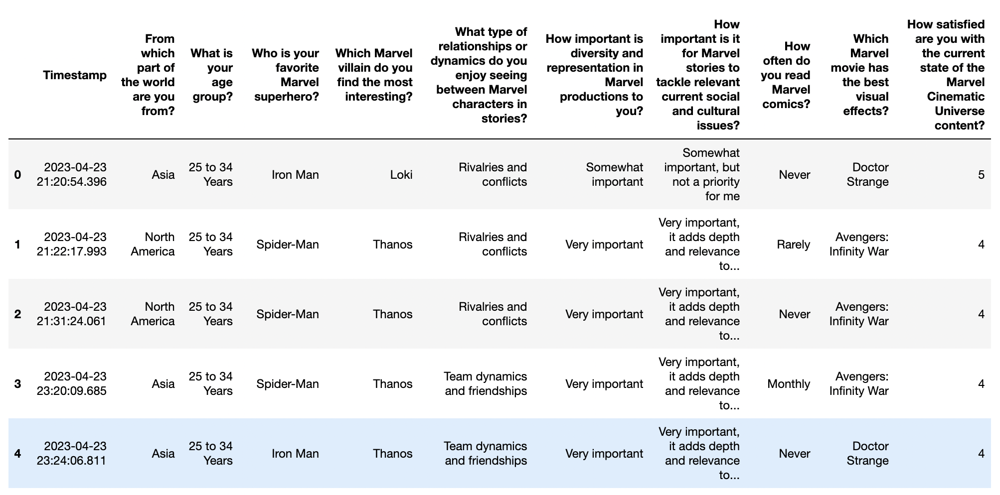 Timestamp
From
which
part of
the world
are you
from?
What is
your
age
group?
Who is your
favorite
Marvel
superhero?
Which Marvel
villain do you
find the most
interesting?
What type of
relationships or
dynamics do you
enjoy seeing
between Marvel
characters in
stories?
How important is
diversity and
representation in
Marvel
productions to
you?
How
important is it
for Marvel
stories to
tackle relevant
current social
and cultural
issues?
How
often do
you read
Marvel
comics?
Which
Marvel
movie has
the best
visual
effects?
How satisfied
are you with
the current
state of the
Marvel
Cinematic
Universe
content?
0
2023-04-23
21:20:54.396
Asia
25 to 34
Years
Iron Man
Loki
Rivalries and
conflicts
Somewhat
important
Somewhat
important, but
not a priority
for me
Never
Doctor
Strange
5
1
2023-04-23
21:22:17.993
North
America
25 to 34
Years
Spider-Man
Thanos
Rivalries and
conflicts
Very important
Very important,
it adds depth
and relevance
to...
Rarely
Avengers:
Infinity War
4
2
2023-04-23
21:31:24.061
North
America
25 to 34
Years
Spider-Man
Thanos
Rivalries and
conflicts
Very important
Very important,
it adds depth
and relevance
to...
Never
Avengers:
Infinity War
4
3
2023-04-23
23:20:09.685
Asia
25 to 34
Years
Spider-Man
Thanos
Team dynamics
and friendships
Very important
Very important,
it adds depth
and relevance
to...
Monthly
Avengers:
Infinity War
4
4
2023-04-23
23:24:06.811
Asia
25 to 34
Years
Iron Man
Thanos
Team dynamics
and friendships
Very important
Very important,
it adds depth
and relevance
to...
Never
Doctor
Strange
4